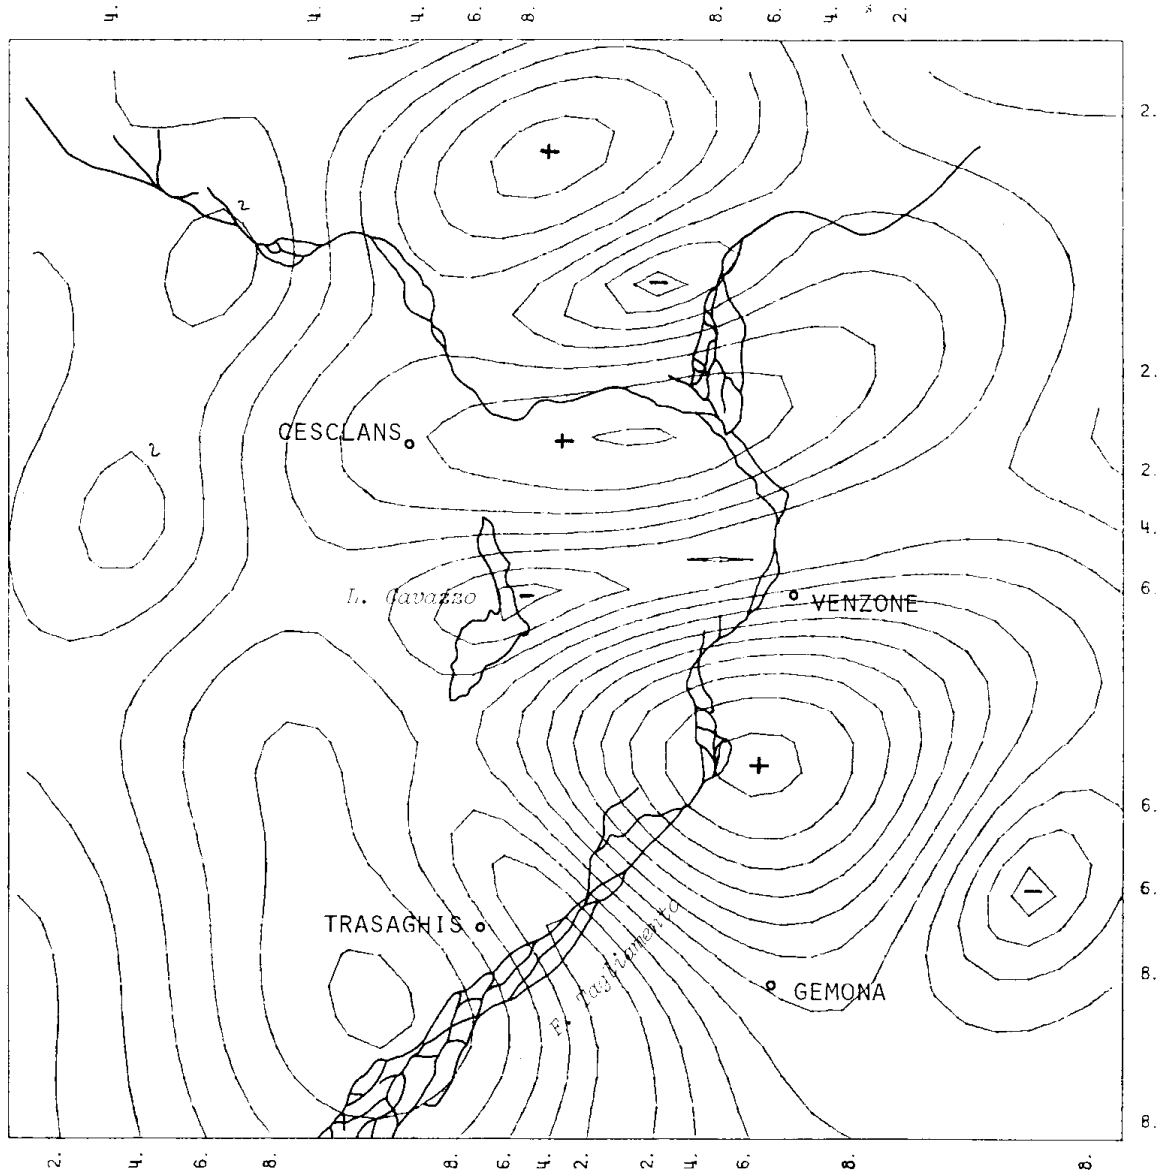 4. 4. 4. 6. 8. 8. 6. 4. 8. 2.
2.
2
2.
CESCLANS
2
2.
4.
L. Cavazzo
6.
VENZONE
6.
6.
TRASAGHIS
F. Tagliamento
8.
GEMONA
8.
2. 4. 6. 8. 8. 6. 4. 2. 2. 4. 6. 8.